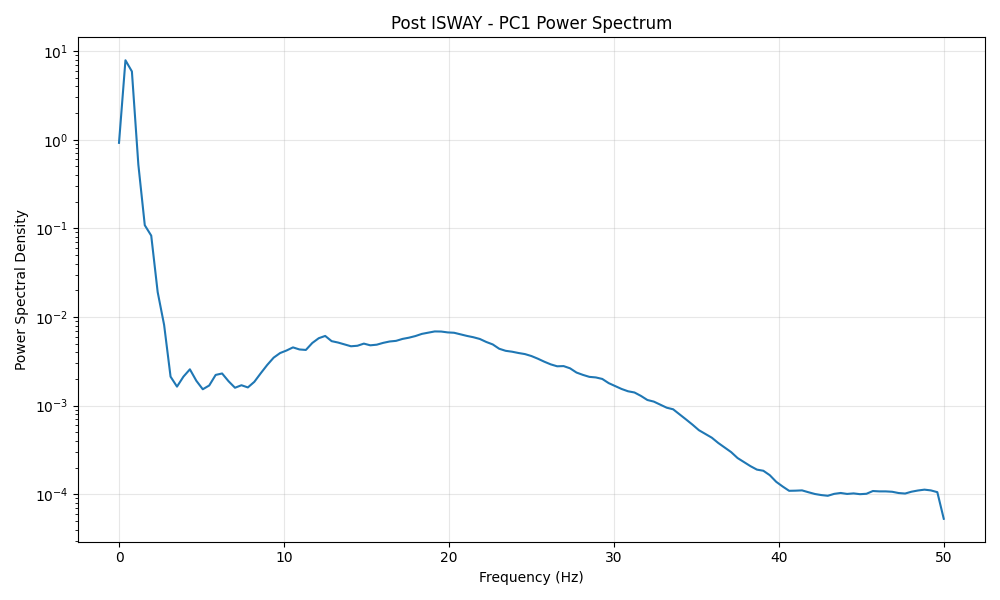 Post ISWAY - PC1 Power Spectrum
Power Spectral Density
10¹
10⁰
10⁻¹
10⁻²
10⁻³
10⁻⁴
0 10 20 30 40 50
Frequency (Hz)